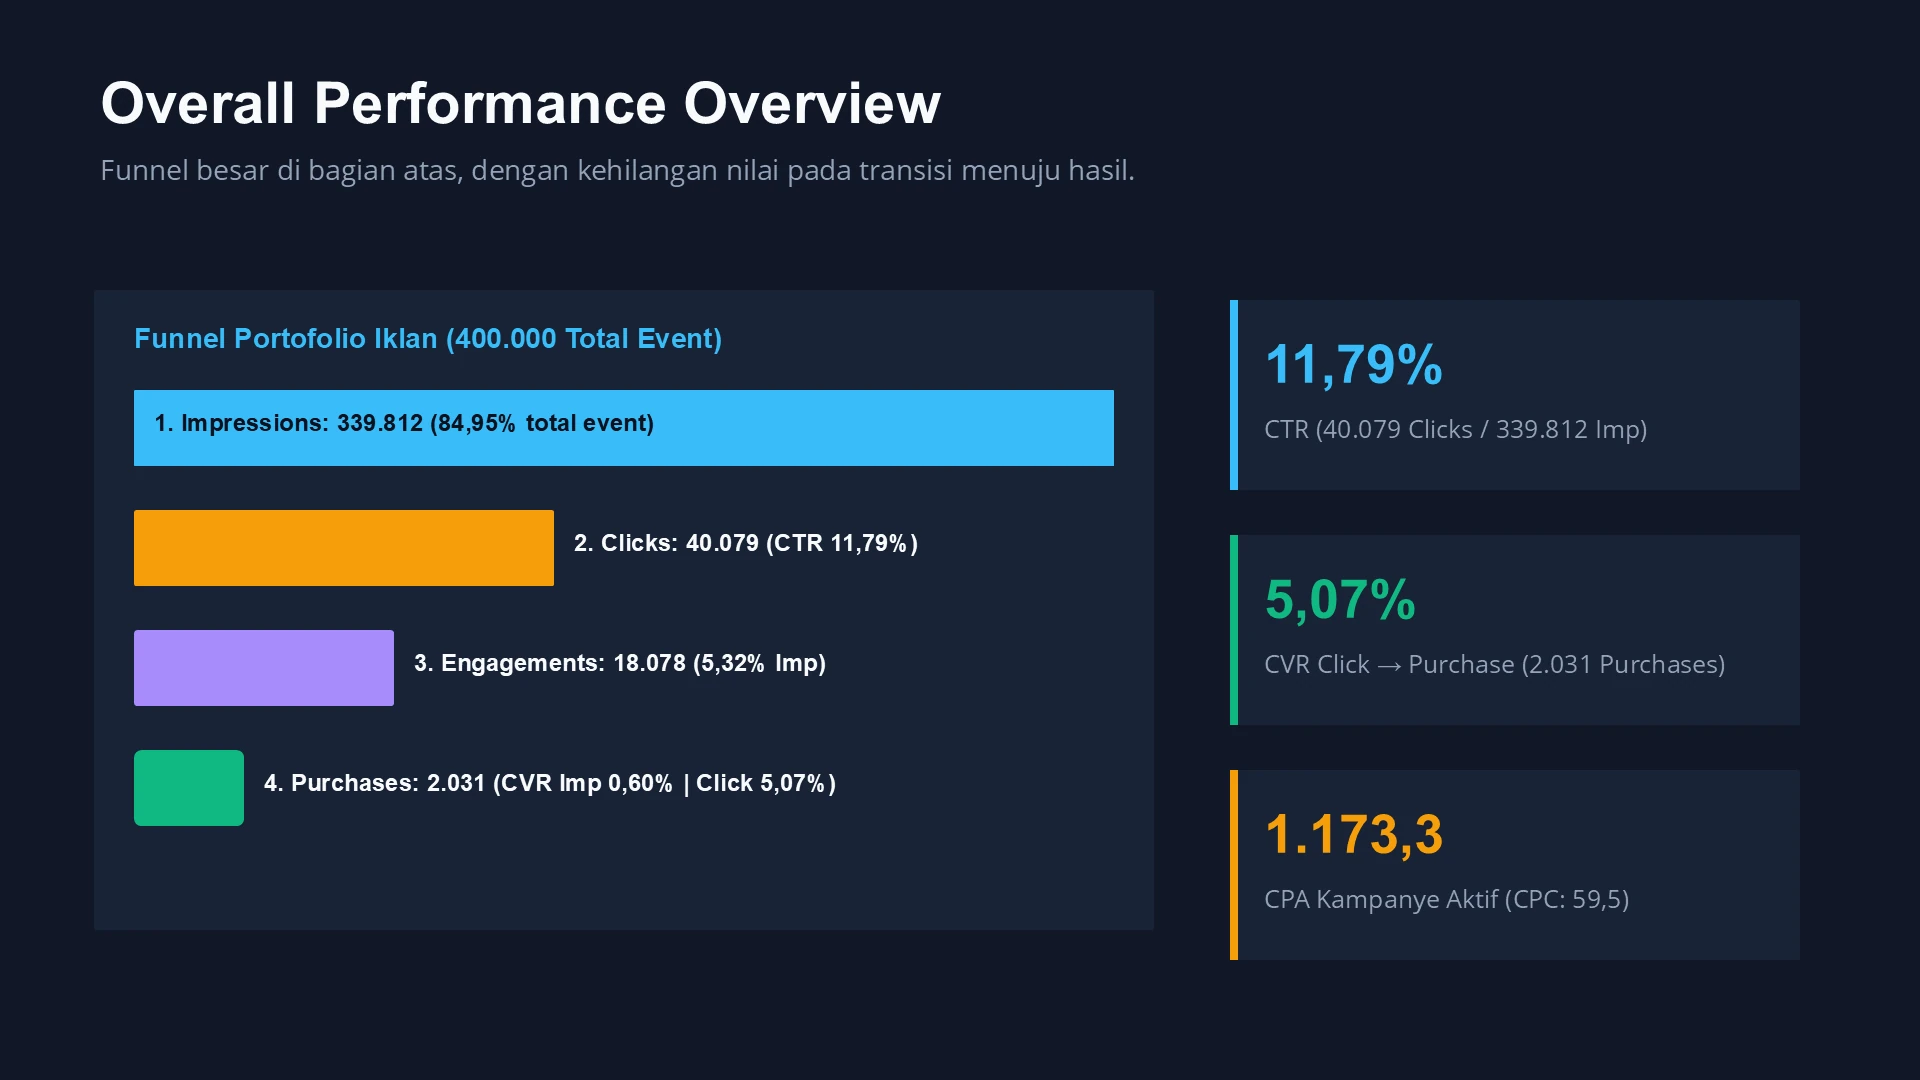 Overall Performance Overview
Funnel besar di bagian atas, dengan kehilangan nilai pada transisi menuju hasil.
Funnel Portofolio Iklan (400.000 Total Event)
1. Impressions: 339.812 (84,95% total event)
2. Clicks: 40.079 (CTR 11,79%)
3. Engagements: 18.078 (5,32% Imp)
4. Purchases: 2.031 (CVR Imp 0,60% | Click 5,07%)
11,79%
CTR (40.079 Clicks / 339.812 Imp)
5,07%
CVR Click → Purchase (2.031 Purchases)
1.173,3
CPA Kampanye Aktif (CPC: 59,5)